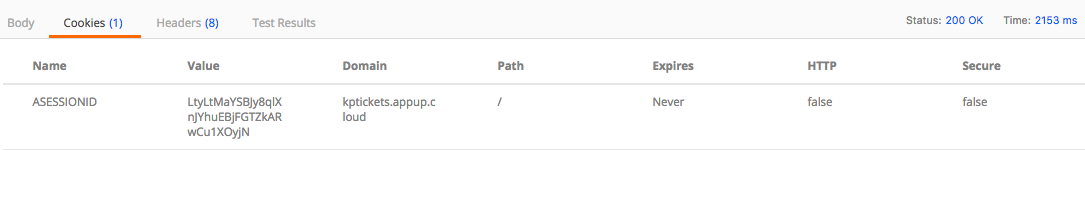 Body Cookies (1) Headers (8) Test Results Status: 200 OK Time: 2153 ms
Name Value Domain Path Expires HTTP Secure
ASESSIONID LtyLtMaYSBJy8qlX kptickets.appup.c / Never false false
nJYhuEBjFGTZkAR loud
wCu1XOyjN